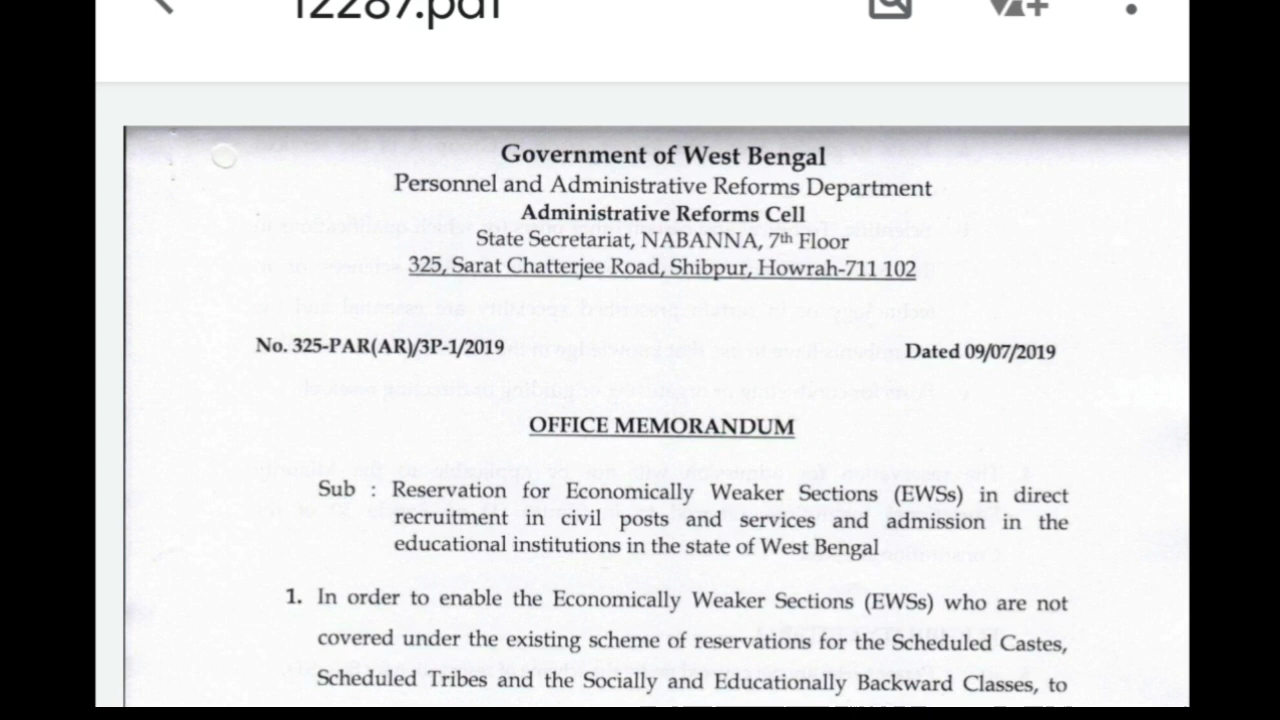 12287.pdf
Government of West Bengal
Personnel and Administrative Reforms Department
Administrative Reforms Cell
State Secretariat, NABANNA, 7th Floor
325, Sarat Chatterjee Road, Shibpur, Howrah-711 102
No. 325-PAR(AR)/3P-1/2019 Dated 09/07/2019
OFFICE MEMORANDUM
Sub : Reservation for Economically Weaker Sections (EWSs) in direct
recruitment in civil posts and services and admission in the
educational institutions in the state of West Bengal
1. In order to enable the Economically Weaker Sections (EWSs) who are not
covered under the existing scheme of reservations for the Scheduled Castes,
Scheduled Tribes and the Socially and Educationally Backward Classes, to